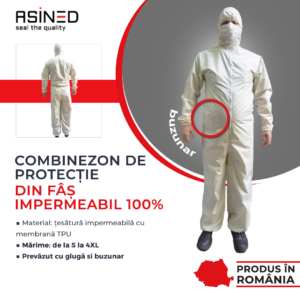 ASINED
seal the quality
buzunar
COMBINEZON DE
PROTECȚIE
DIN FÂȘ
IMPERMEABIL 100%
Material: țesătură impermeabilă cu
membrană TPU
Mărime: de la S la 4XL
Prevăzut cu glugă si buzunar
PRODUS ÎN
ROMÂNIA